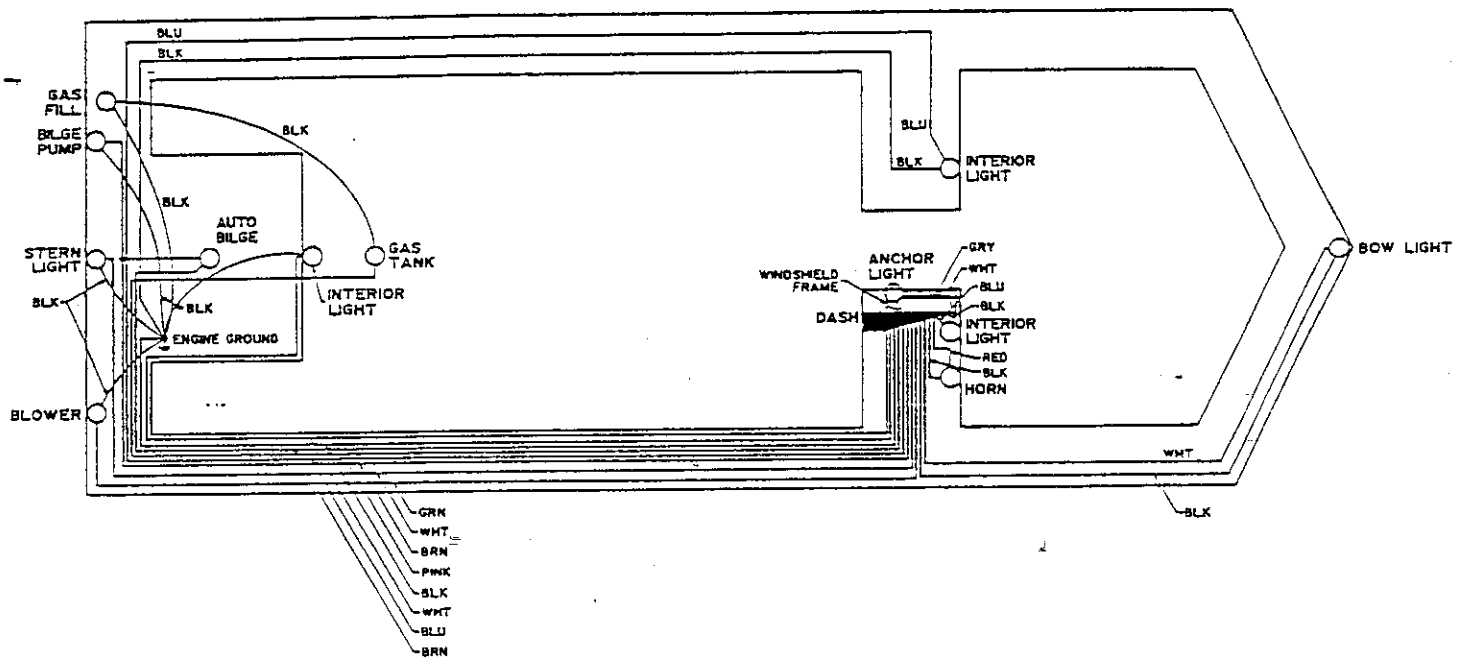 BLU
BLK
GAS
FILL
BLK
BILGE
PUMP
BLU
BLK
INTERIOR
LIGHT
BLK
AUTO
BILGE
STERN
LIGHT
GAS
TANK
GRY
BOW LIGHT
ANCHOR
LIGHT
WHT
WINDSHIELD
FRAME
BLU
BLK
BLK
INTERIOR
LIGHT
BLK
DASH
INTERIOR
LIGHT
ENGINE GROUND
RED
BLK
HORN
BLOWER
WHT
GRN
BLK
WHT
BRN
PINK
BLK
WHT
BLU
BRN